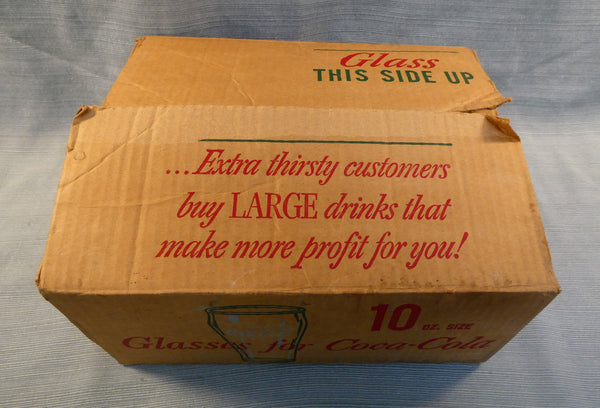 Glass
THIS SIDE UP
...Extra thirsty customers
buy LARGE drinks that
make more profit for you!
10 OZ. SIZE
Glasses for Coca-Cola